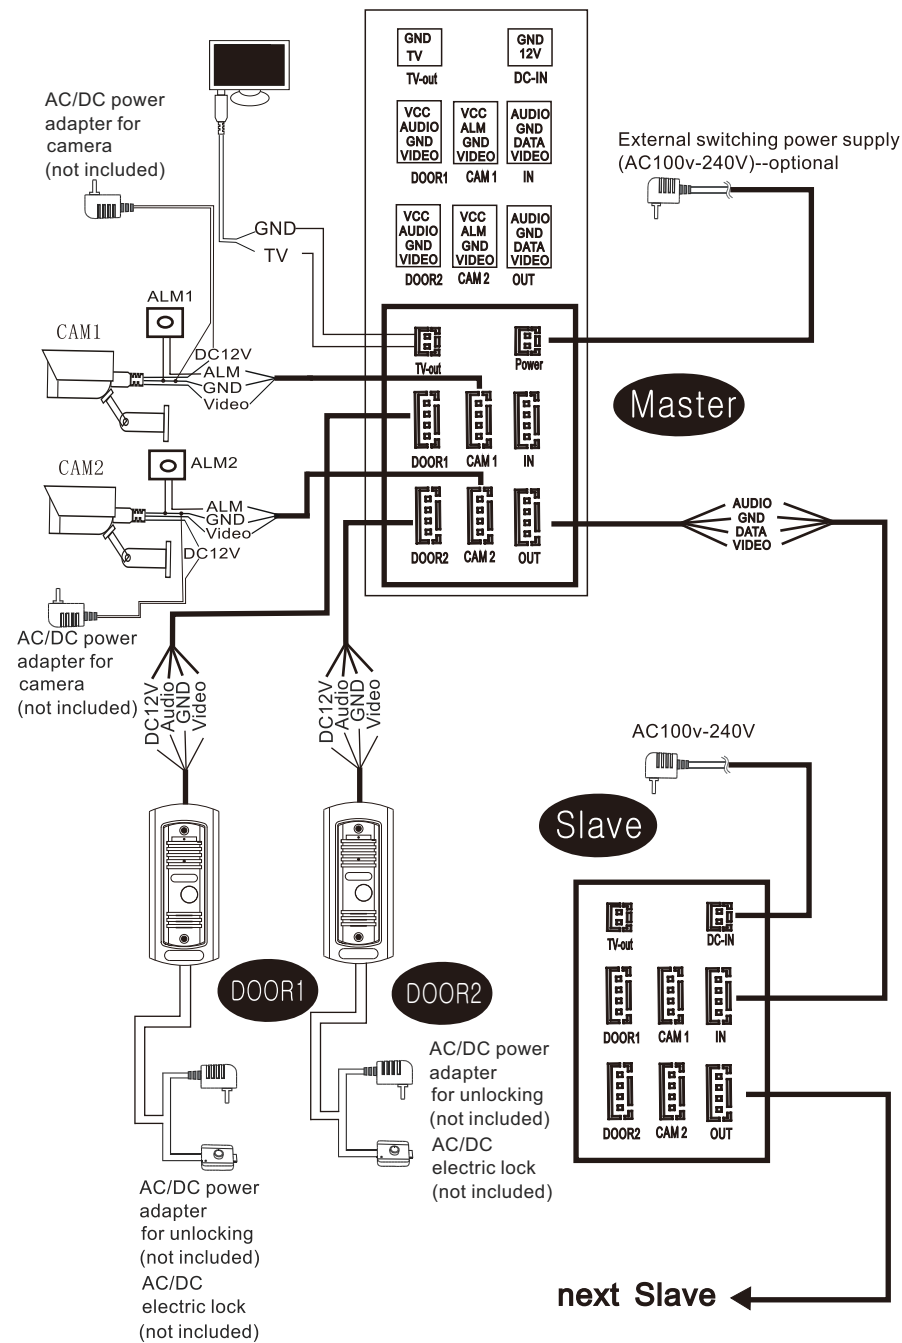 GND
TV
TV-out
GND
12V
DC-IN
VCC
AUDIO
GND
VIDEO
DOOR1
VCC
ALM
GND
VIDEO
CAM 1
AUDIO
GND
DATA
VIDEO
IN
VCC
AUDIO
GND
VIDEO
DOOR2
VCC
ALM
GND
VIDEO
CAM 2
AUDIO
GND
DATA
VIDEO
OUT
AC/DC power
adapter for
camera
(not included)
External switching power supply
(AC100v-240V)--optional
GND
TV
ALM1
CAM1
DC12V
ALM
GND
Video
TV-out
Power
Master
DOOR1
CAM 1
IN
CAM2
ALM2
ALM
GND
Video
DC12V
DOOR2
CAM 2
OUT
AUDIO
GND
DATA
VIDEO
AC/DC power
adapter for
camera
(not included)
DC12V
Audio
GND
Video
DC12V
Audio
GND
Video
AC100v-240V
Slave
TV-out
DC-IN
DOOR1
CAM 1
IN
DOOR2
CAM 2
OUT
DOOR1
DOOR2
AC/DC power
adapter
for unlocking
(not included)
AC/DC
electric lock
(not included)
AC/DC power
adapter
for unlocking
(not included)
AC/DC
electric lock
(not included)
next Slave